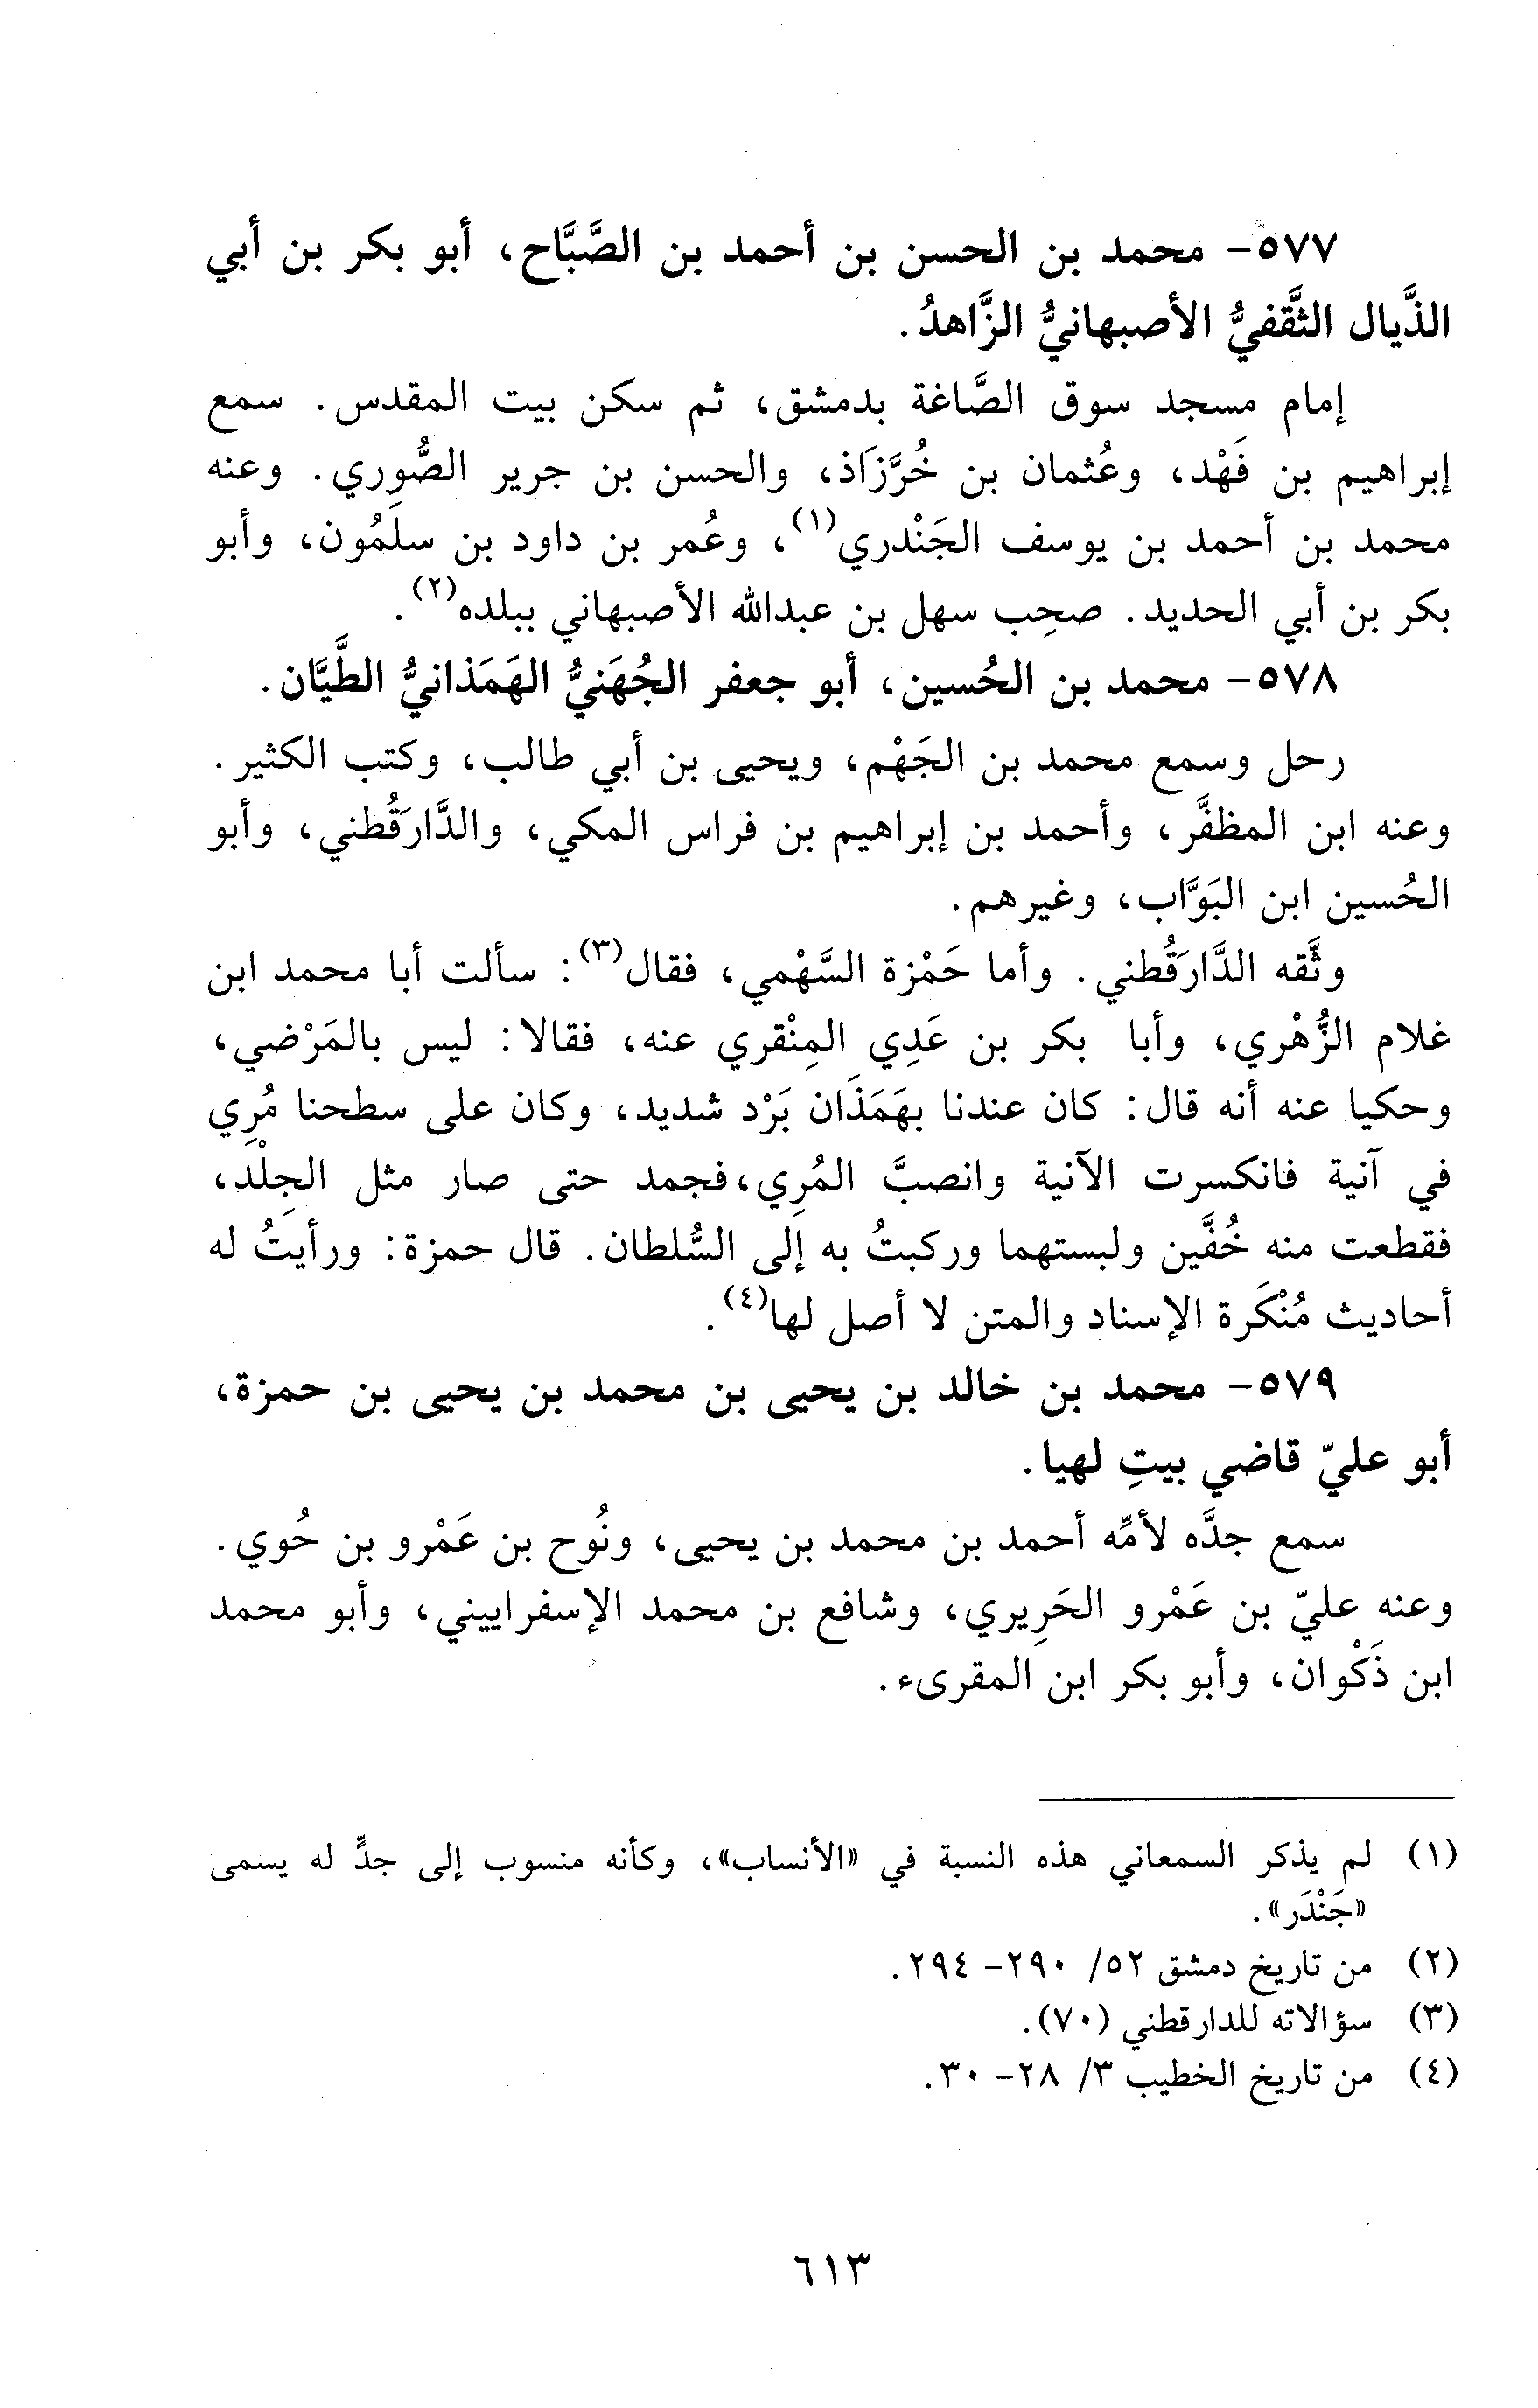 ٥٧٧- محمد بن الحسن بن أحمد بن الصَّبَّاح، أبو بكر بن أبي
الذَّيال الثَّقفيُّ الأصبهانيُّ الزَّاهدُ.
إمام مسجد سوق الصَّاغة بدمشق، ثم سكن بيت المقدس. سمع
إبراهيم بن فَهْد، وعُثمان بن خُرَّزَاذ، والحسن بن جرير الصُّوري. وعنه
محمد بن أحمد بن يوسف الجَنْدري(١)، وعُمر بن داود بن سلَمُون، وأبو
بكر بن أبي الحديد. صحِب سهل بن عبدالله الأصبهاني ببلده(٢).
٥٧٨- محمد بن الحُسين، أبو جعفر الجُهَنيُّ الهَمَذانيُّ الطَّيَّان.
رحل وسمع محمد بن الجَهْم، ويحيى بن أبي طالب، وكتب الكثير.
وعنه ابن المظفَّر، وأحمد بن إبراهيم بن فراس المكي، والدَّارَقُطني، وأبو
الحُسين ابن البَوَّاب، وغيرهم.
وثَّقه الدَّارَقُطني. وأما حَمْزة السَّهْمي، فقال(٣): سألت أبا محمد ابن
غلام الزُّهْري، وأبا بكر بن عَدِي المِنْقري عنه، فقالا: ليس بالمَرْضي،
وحكيا عنه أنه قال: كان عندنا بهَمَذَان بَرْد شديد، وكان على سطحنا مُرِي
في آنية فانكسرت الآنية وانصبَّ المُرِي،فجمد حتى صار مثل الجِلْد،
فقطعت منه خُفَّين ولبستهما وركبتُ به إلى السُّلطان. قال حمزة: ورأيتُ له
أحاديث مُنْكَرة الإسناد والمتن لا أصل لها(٤).
٥٧٩- محمد بن خالد بن يحيى بن محمد بن يحيى بن حمزة،
أبو عليّ قاضي بيتِ لهيا.
سمع جدَّه لأمِّه أحمد بن محمد بن يحيى، ونُوح بن عَمْرو بن حُوي.
وعنه عليّ بن عَمْرو الحَرِيري، وشافع بن محمد الإسفراييني، وأبو محمد
ابن ذَكْوان، وأبو بكر ابن المقرىء.
(١) لم يذكر السمعاني هذه النسبة في «الأنساب»، وكأنه منسوب إلى جدٍّ له يسمى
«جَنْدَر».
(٢) من تاريخ دمشق ٥٢/ ٢٩٠- ٢٩٤.
(٣) سؤالاته للدارقطني (٧٠).
(٤) من تاريخ الخطيب ٣/ ٢٨- ٣٠.
٦١٣